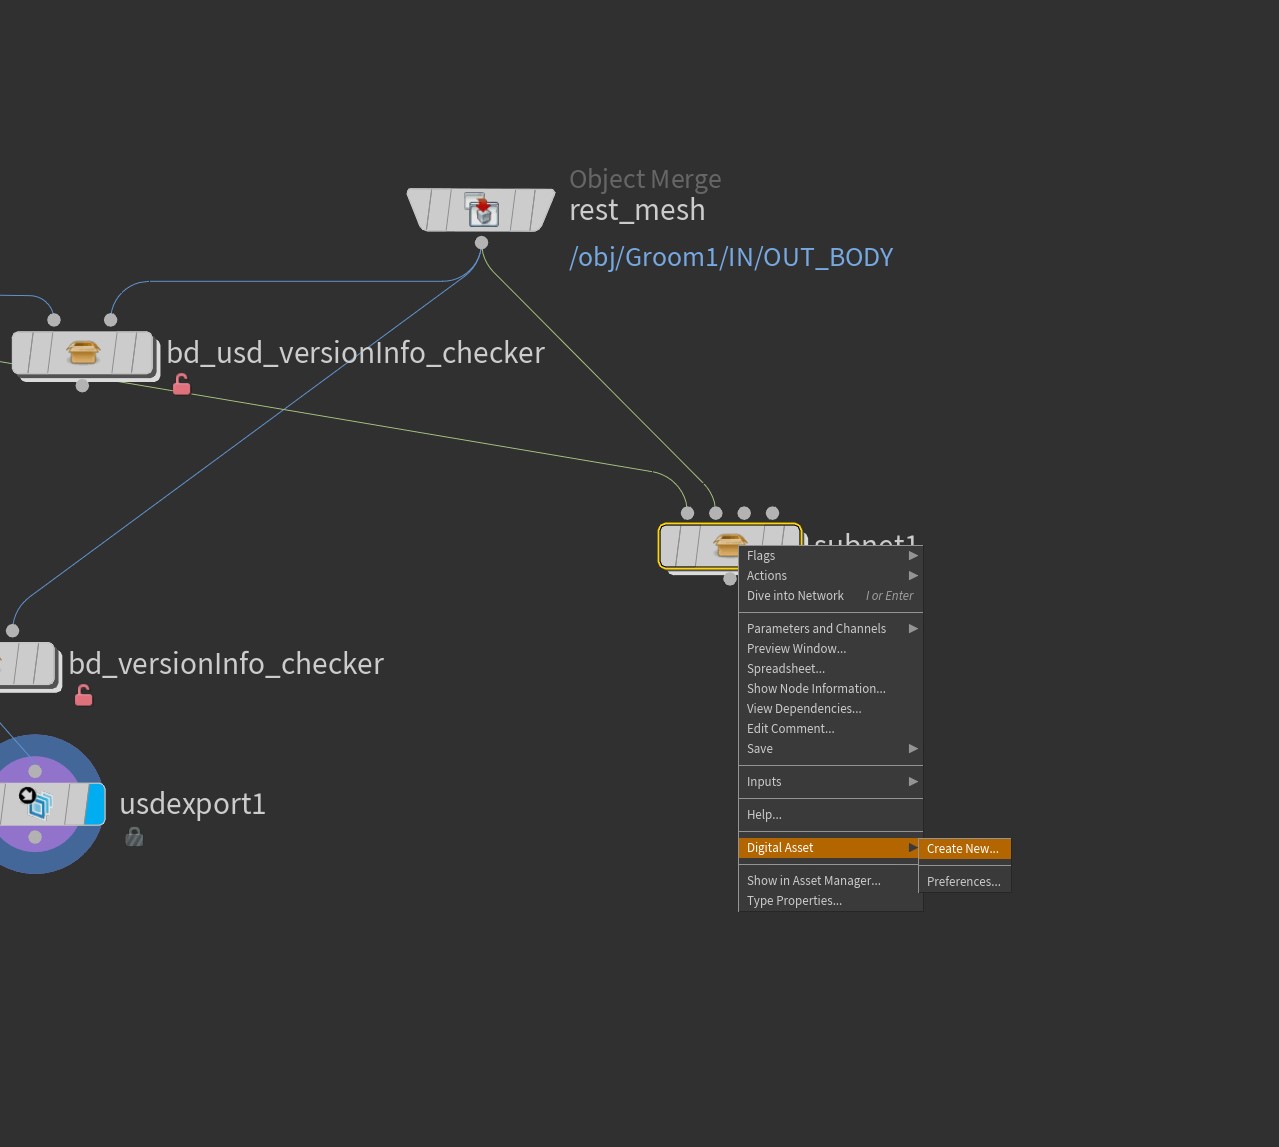 Object Merge
rest_mesh
/obj/Groom1/IN/OUT_BODY
bd_usd_versionInfo_checker
subnet1
Flags
Actions
Dive into Network I or Enter
Parameters and Channels
Preview Window...
Spreadsheet...
Show Node Information...
View Dependencies...
Edit Comment...
Save
Inputs
Help...
Digital Asset
Create New...
Preferences...
Show in Asset Manager...
Type Properties...
bd_versionInfo_checker
usdexport1